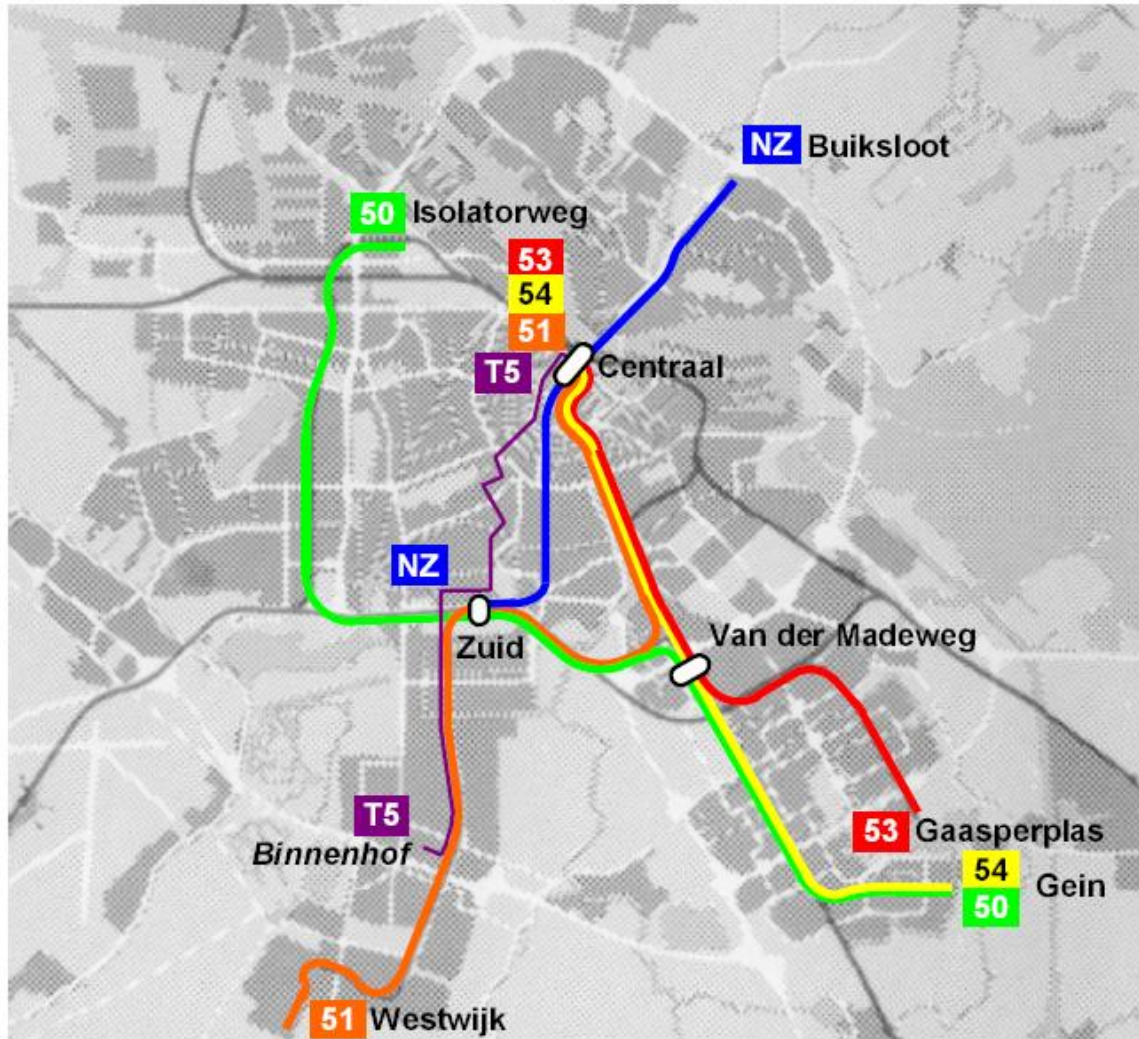 NZ Buiksloot
50 Isolatorweg
53
54
51
T5 Centraal
NZ
Zuid
Van der Madeweg
T5
Binnenhof
53 Gaasperplas
54
50
Gein
51 Westwijk